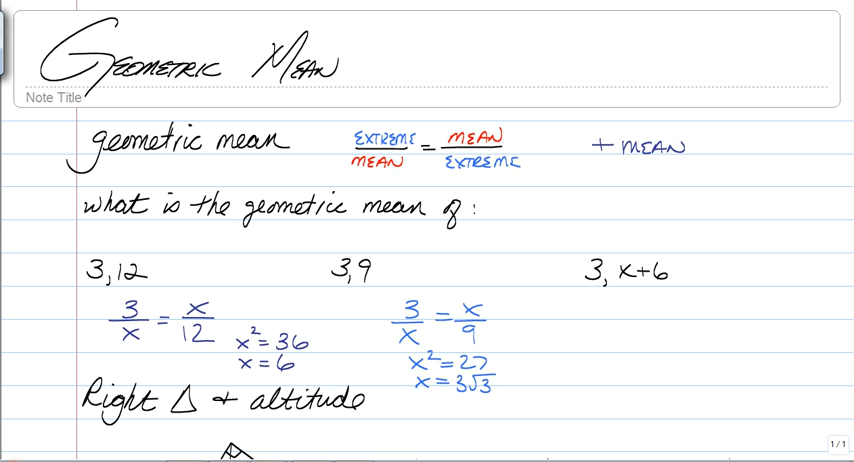 GEOMETRIC MEAN
Note Title
geometric mean EXTREME/MEAN = MEAN/EXTREME + MEAN
what is the geometric mean of:
3,12 3,9 3, x+6
3/x = x/12 3/x = x/9
x² = 36
x = 6
x² = 27
x = 3√3
Right △ + altitude
1 / 1